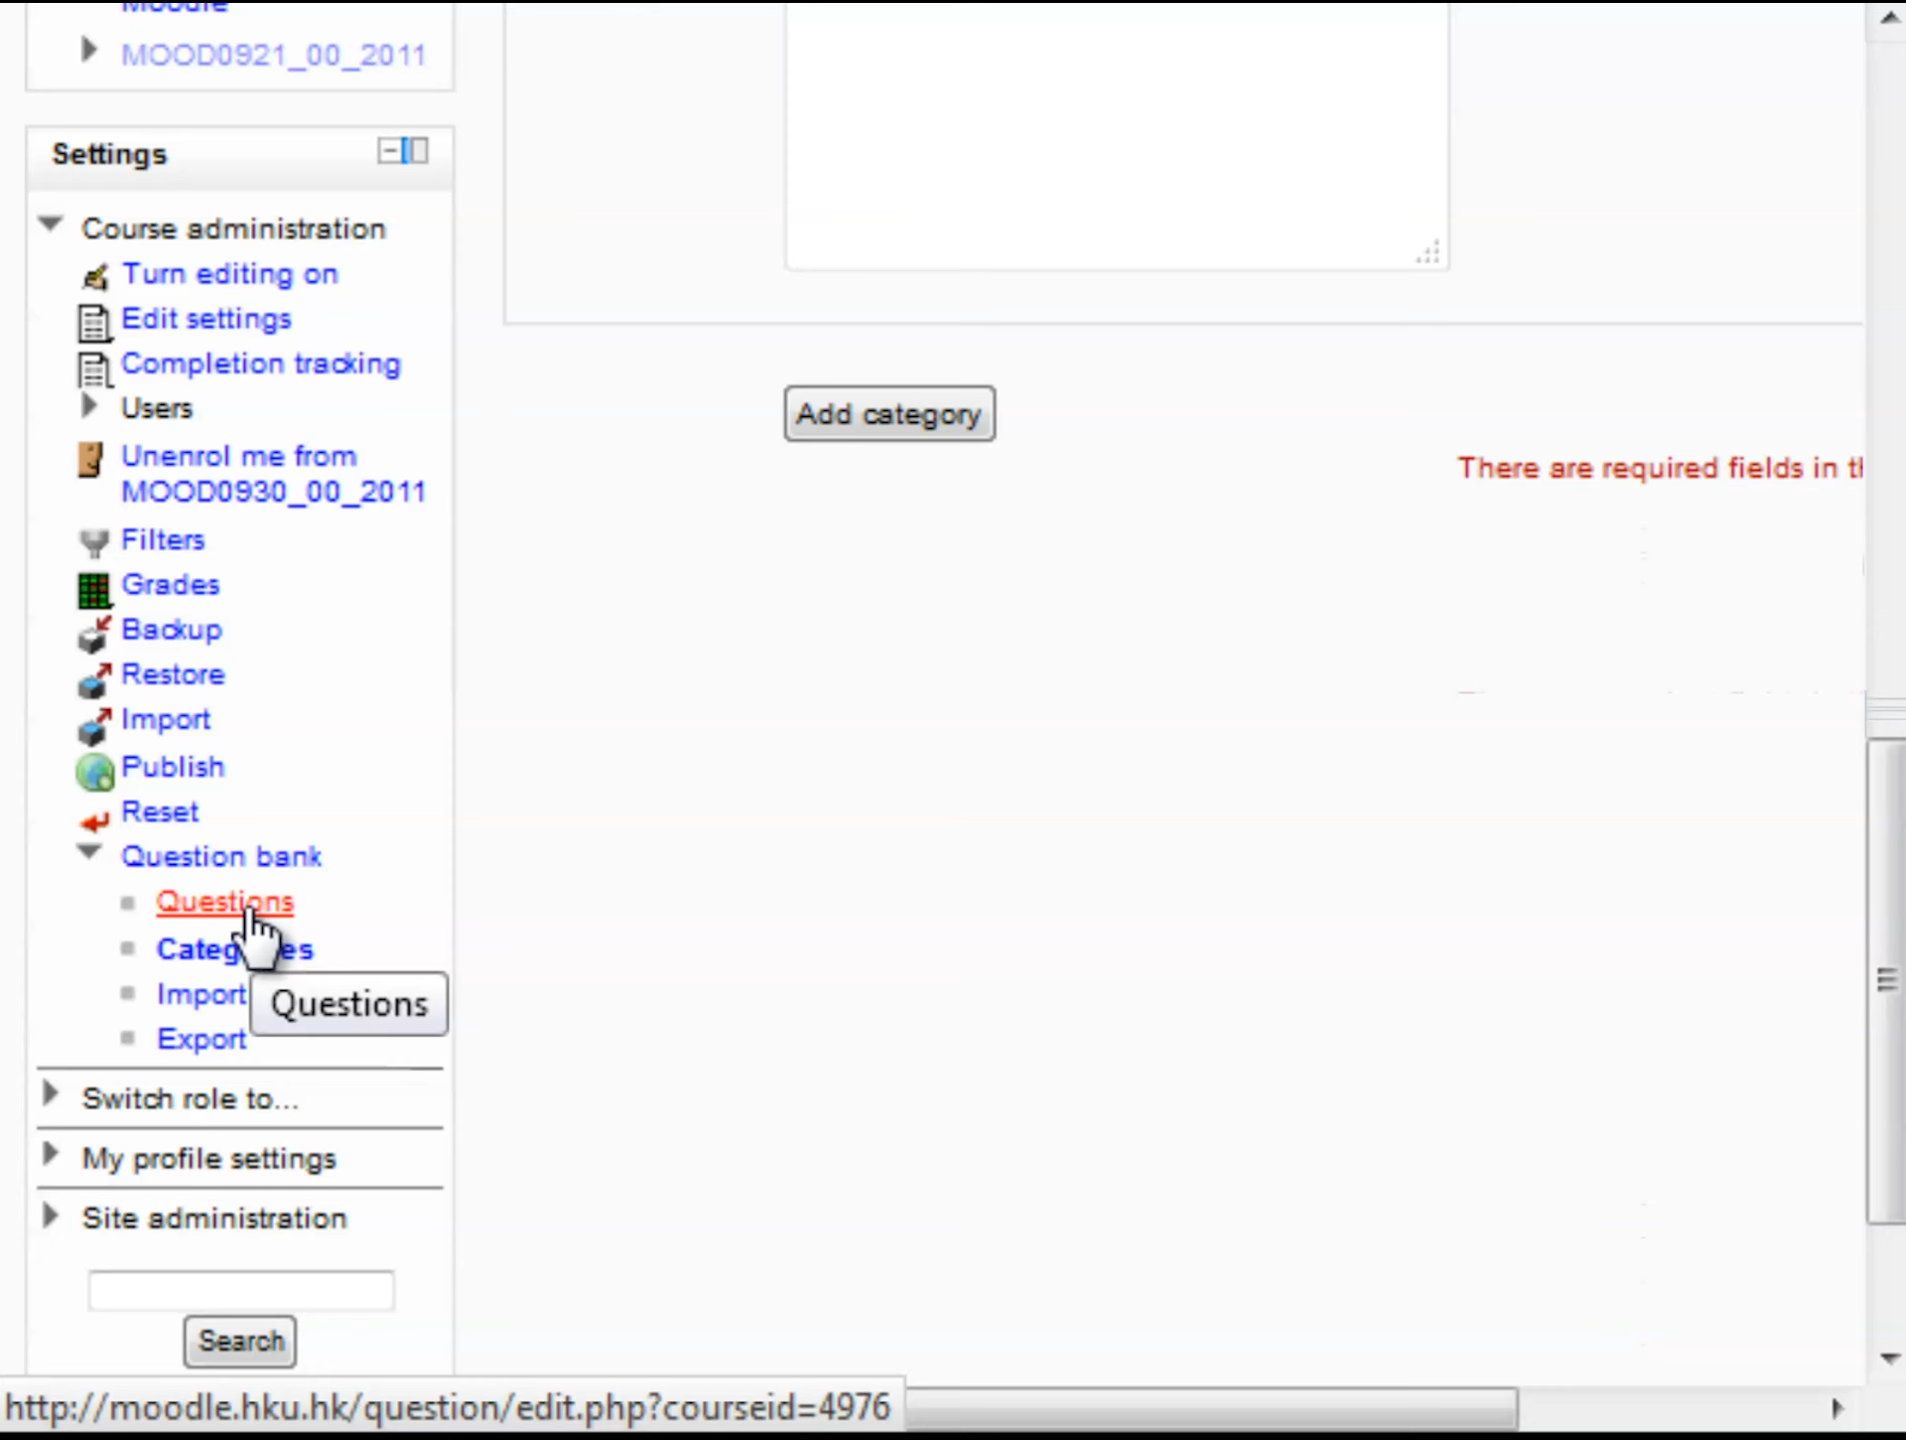 Moodle
MOOD0921_00_2011
Settings
Course administration
Turn editing on
Edit settings
Completion tracking
Users
Unenrol me from
MOOD0930_00_2011
Filters
Grades
Backup
Restore
Import
Publish
Reset
Question bank
Questions
Import
Questions
Export
Switch role to...
My profile settings
Site administration
Search
Add category
There are required fields in
http://moodle.hku.hk/question/edit.php?courseid=4976